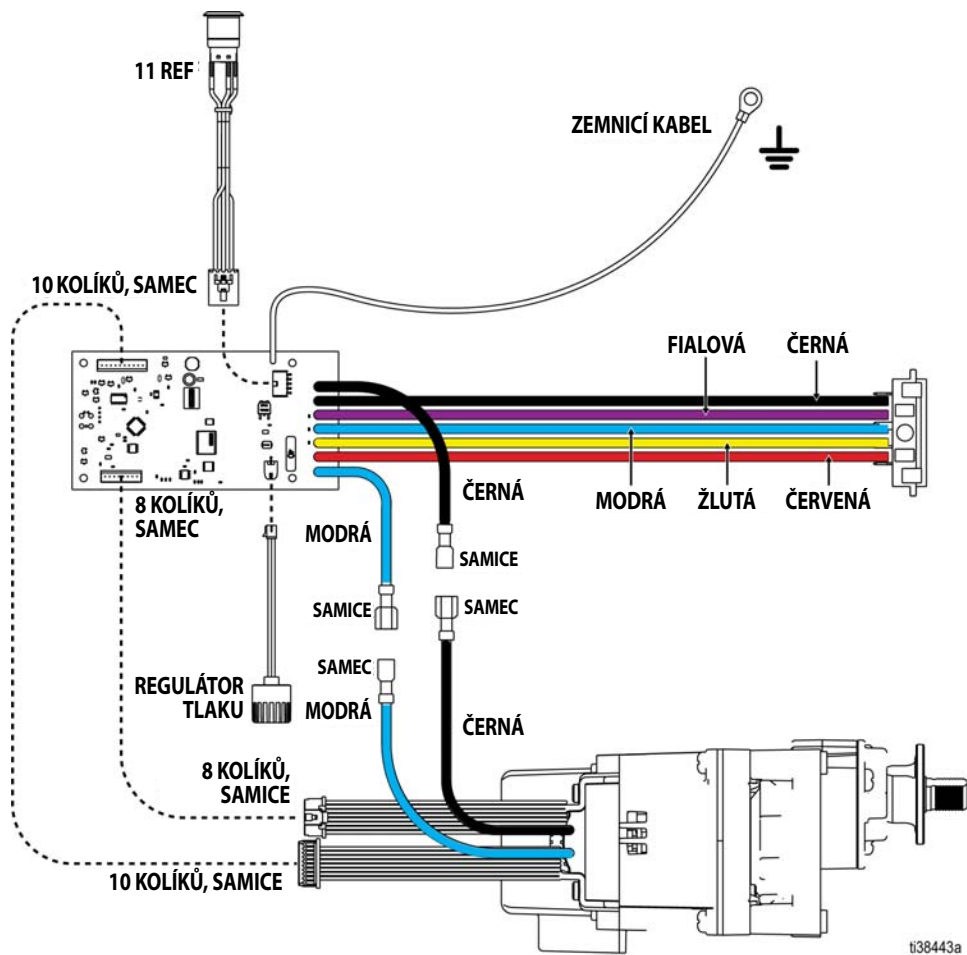 11 REF
ZEMNICÍ KABEL
10 KOLÍKŮ, SAMEC
FIALOVÁ
ČERNÁ
8 KOLÍKŮ,
SAMEC
MODRÁ
ČERNÁ
MODRÁ
ŽLUTÁ
ČERVENÁ
SAMICE
SAMICE
SAMEC
SAMEC
REGULÁTOR
TLAKU
MODRÁ
ČERNÁ
8 KOLÍKŮ,
SAMICE
10 KOLÍKŮ, SAMICE
ti38443a